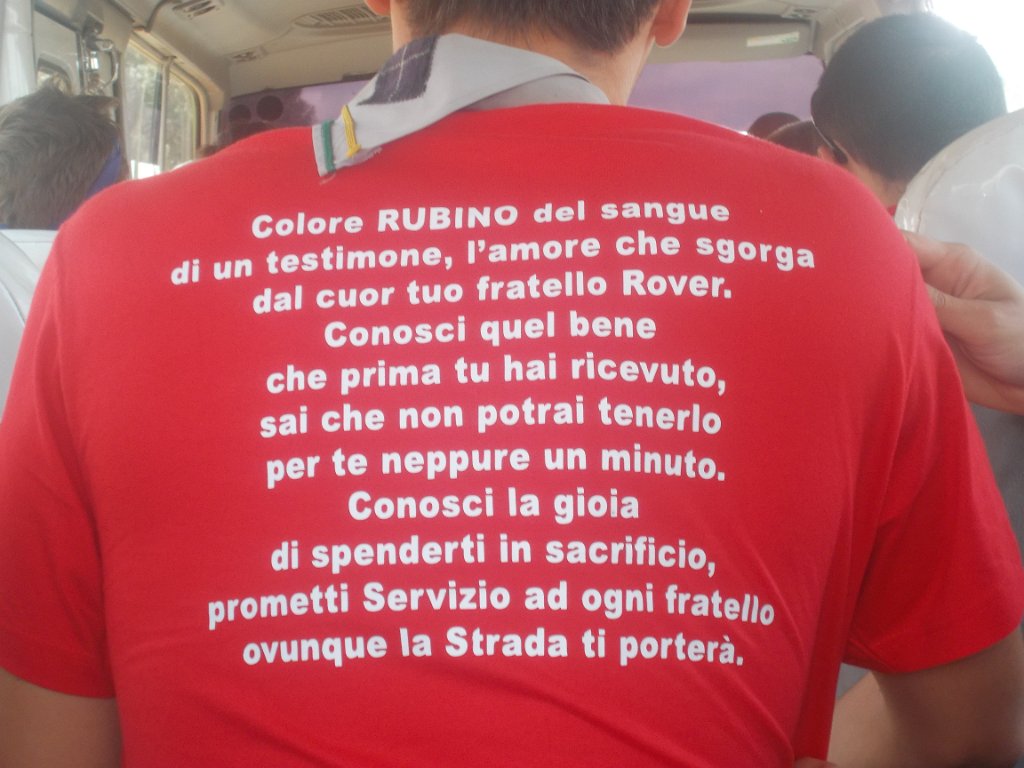 Colore RUBINO del sangue
di un testimone, l'amore che sgorga
dal cuor tuo fratello Rover.
Conosci quel bene
che prima tu hai ricevuto,
sai che non potrai tenerlo
per te neppure un minuto.
Conosci la gioia
di spenderti in sacrificio,
prometti Servizio ad ogni fratello
ovunque la Strada ti porterà.